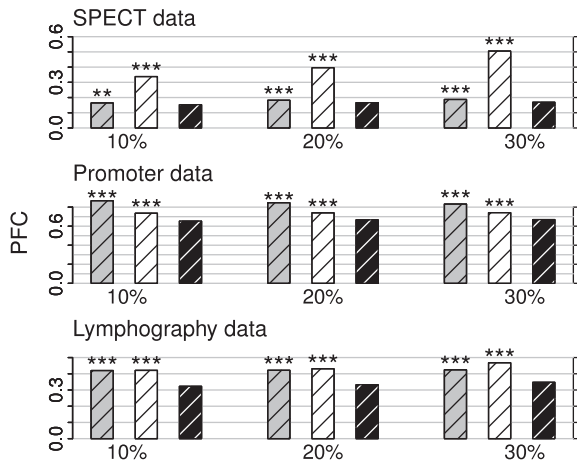 SPECT data
0.6
0.3
0.0
** *** *** *** *** ***
10% 20% 30%
Promoter data
PFC
0.6
0.0
*** *** *** *** *** ***
10% 20% 30%
Lymphography data
0.3
0.0
*** *** *** *** *** ***
10% 20% 30%